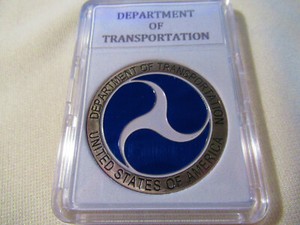 DEPARTMENT
OF
TRANSPORTATION
DEPARTMENT OF TRANSPORTATION
UNITED STATES OF AMERICA